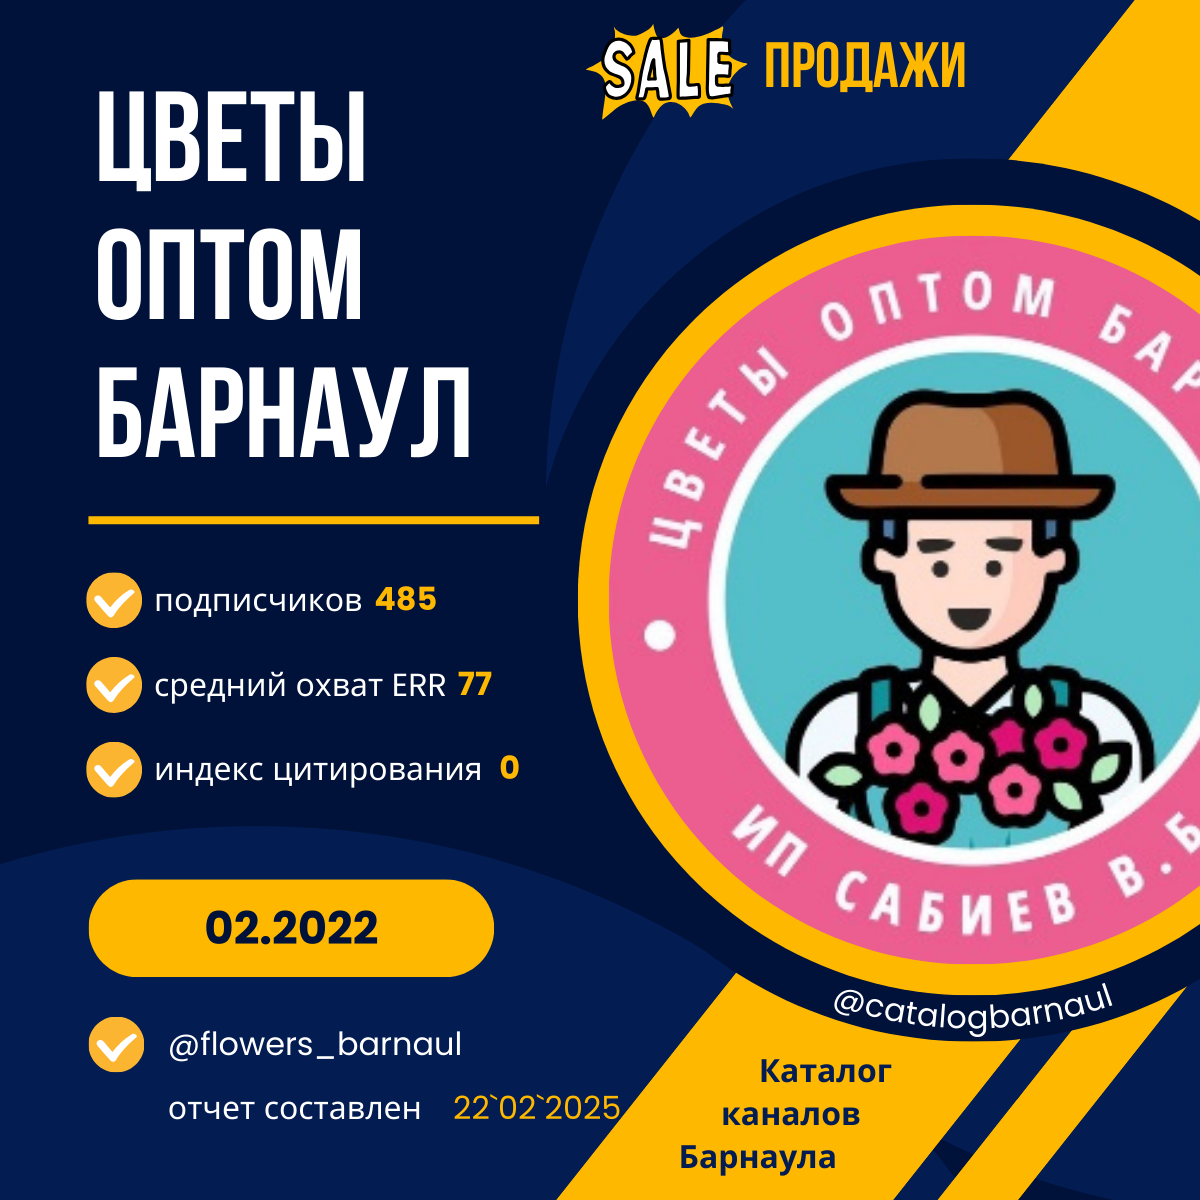 SALE ПРОДАЖИ
ЦВЕТЫ
ОПТОМ
БАРНАУЛ
подписчиков 485
средний охват ERR 77
индекс цитирования 0
02.2022
@flowers_barnaul
отчет составлен 22`02`2025
ЦВЕТЫ ОПТОМ БАР
ИП САБИЕВ В.Б
@catalogbarnaul
Каталог
каналов
Барнаула